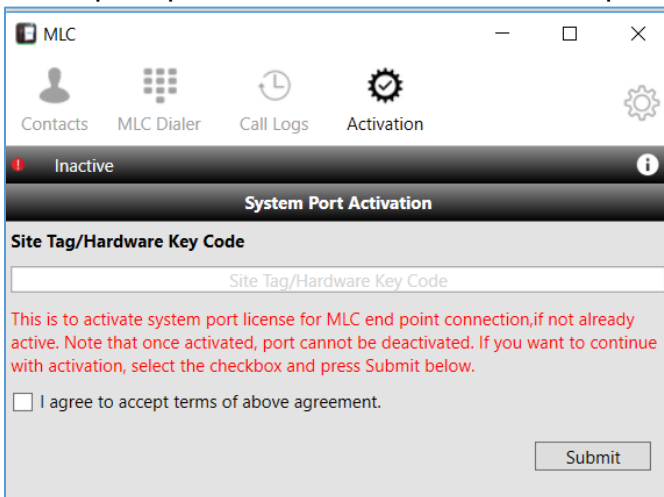 MLC
Contacts MLC Dialer Call Logs Activation
Inactive
System Port Activation
Site Tag/Hardware Key Code
Site Tag/Hardware Key Code
This is to activate system port license for MLC end point connection,if not already
active. Note that once activated, port cannot be deactivated. If you want to continue
with activation, select the checkbox and press Submit below.
I agree to accept terms of above agreement.
Submit